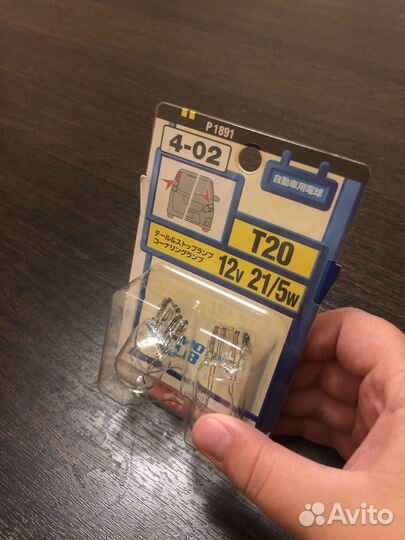 P1891
4-02
自動車用電球
T20
テール&ストップランプ
コーナリングランプ
12V 21/5W
Avito